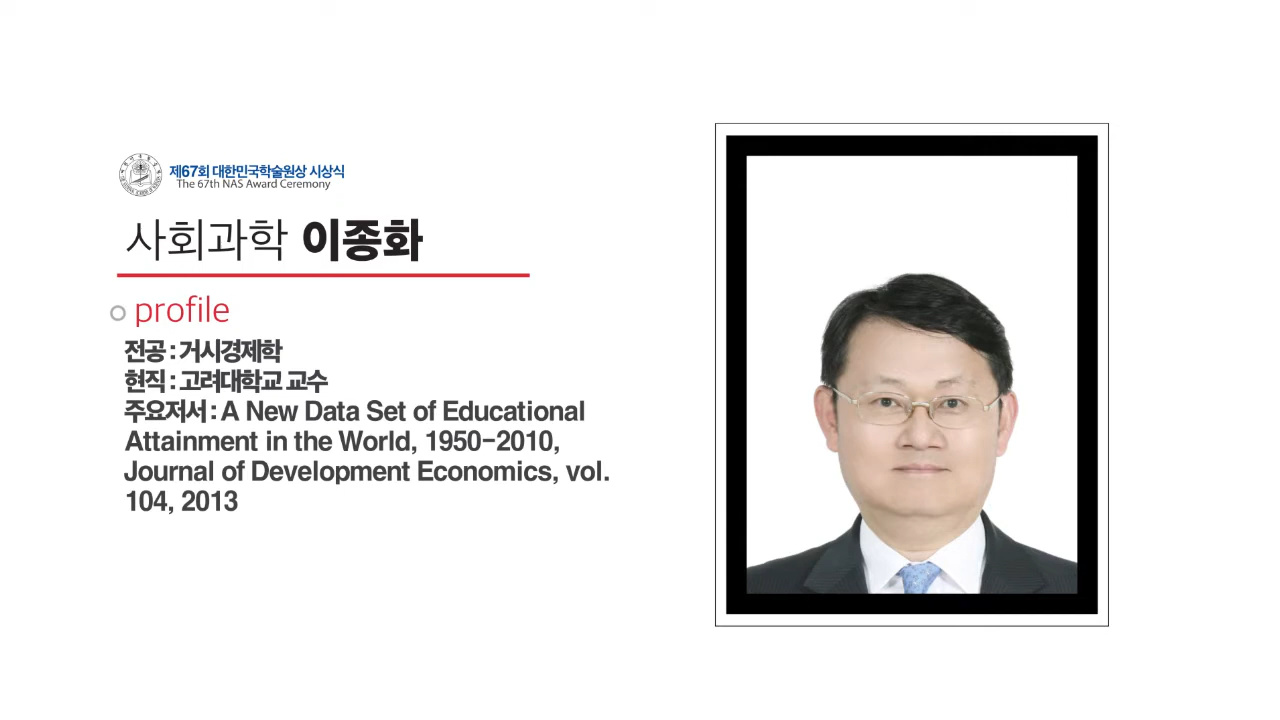 제67회 대한민국학술원상 시상식
The 67th NAS Award Ceremony
사회과학 이종화
profile
전공 : 거시경제학
현직 : 고려대학교 교수
주요저서 : A New Data Set of Educational
Attainment in the World, 1950-2010,
Journal of Development Economics, vol.
104, 2013